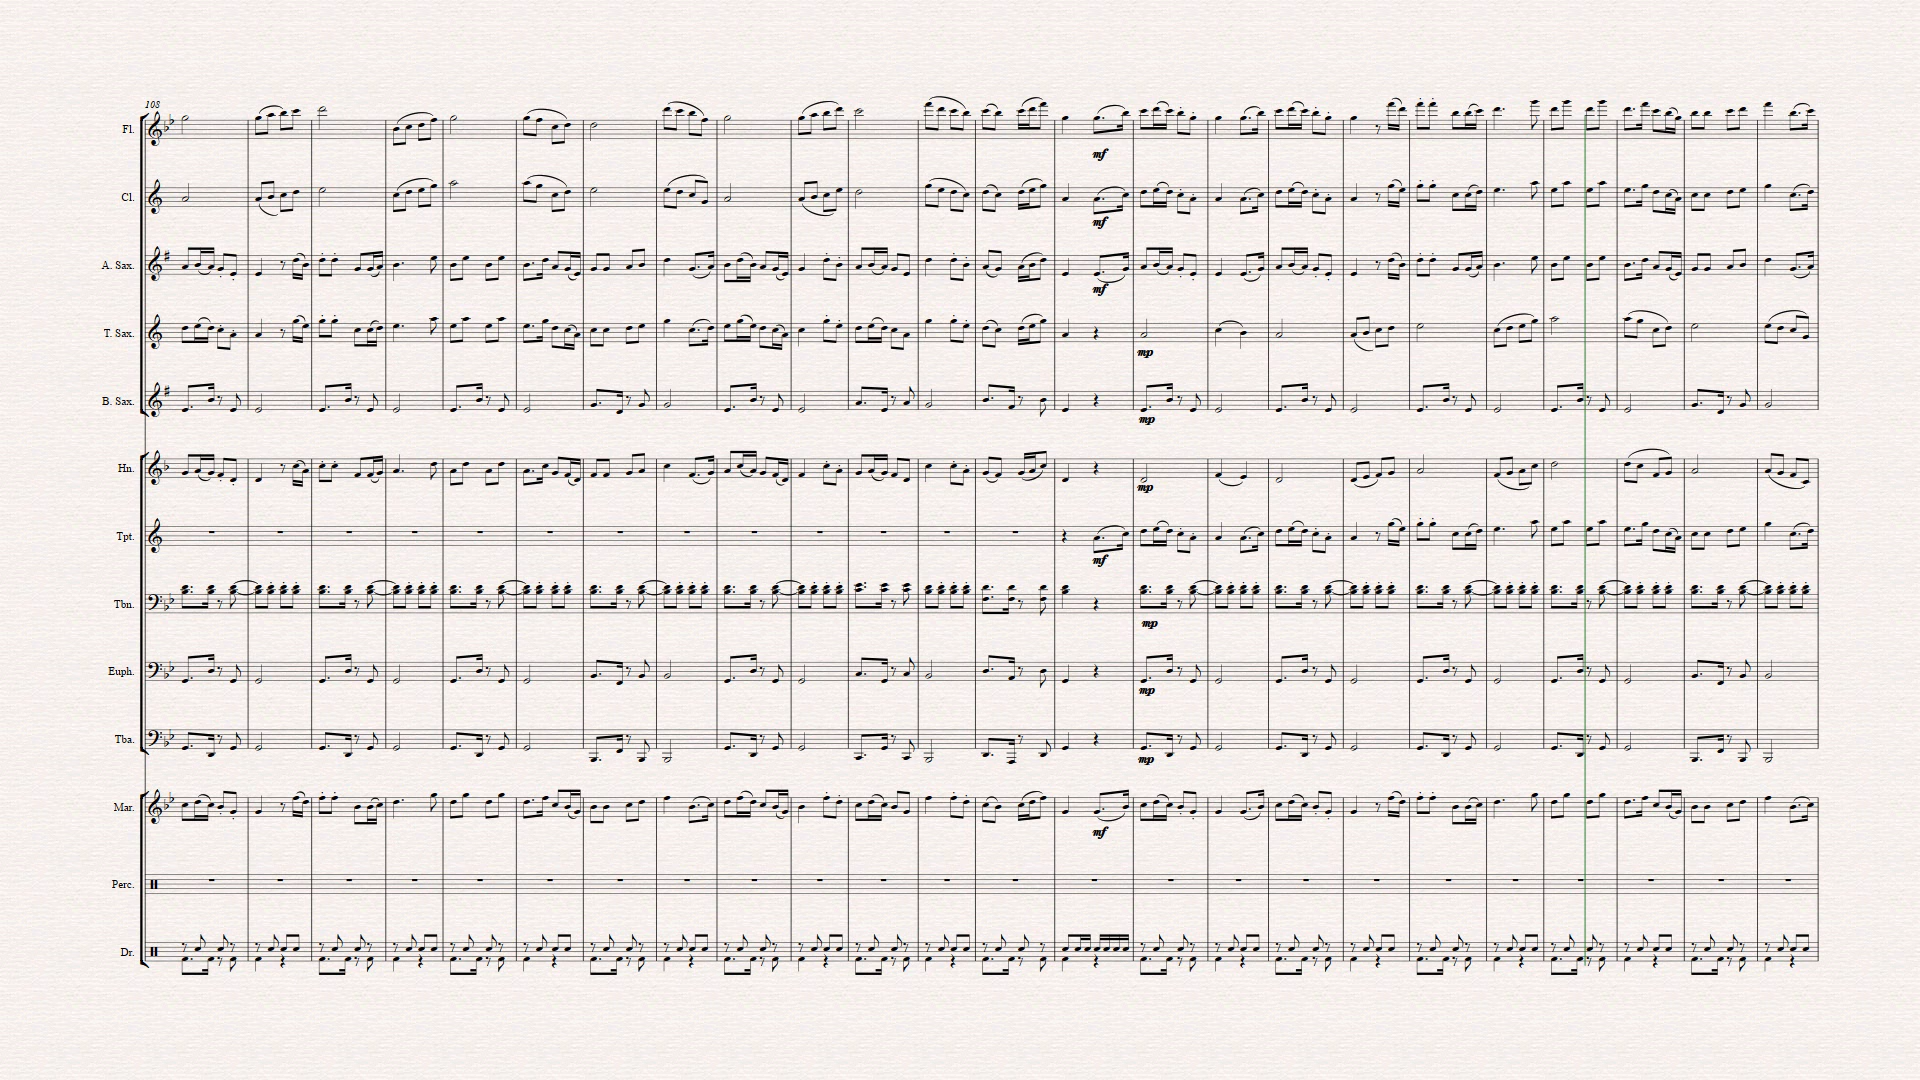 108
Fl.
mf
Cl.
mf
A. Sax.
mf
T. Sax.
mp
B. Sax.
mp
Hn.
mp
Tpt.
mf
Tbn.
mp
Euph.
mp
Tba.
mp
Mar.
mf
Perc.
Dr.